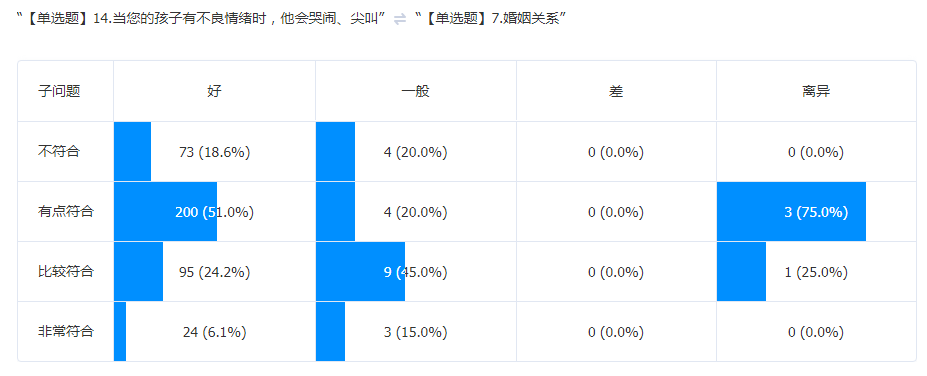 “【单选题】14.当您的孩子有不良情绪时，他会哭闹、尖叫” ⇌ “【单选题】7.婚姻关系”
子问题 好 一般 差 离异
不符合 73 (18.6%) 4 (20.0%) 0 (0.0%) 0 (0.0%)
有点符合 200 (51.0%) 4 (20.0%) 0 (0.0%) 3 (75.0%)
比较符合 95 (24.2%) 9 (45.0%) 0 (0.0%) 1 (25.0%)
非常符合 24 (6.1%) 3 (15.0%) 0 (0.0%) 0 (0.0%)